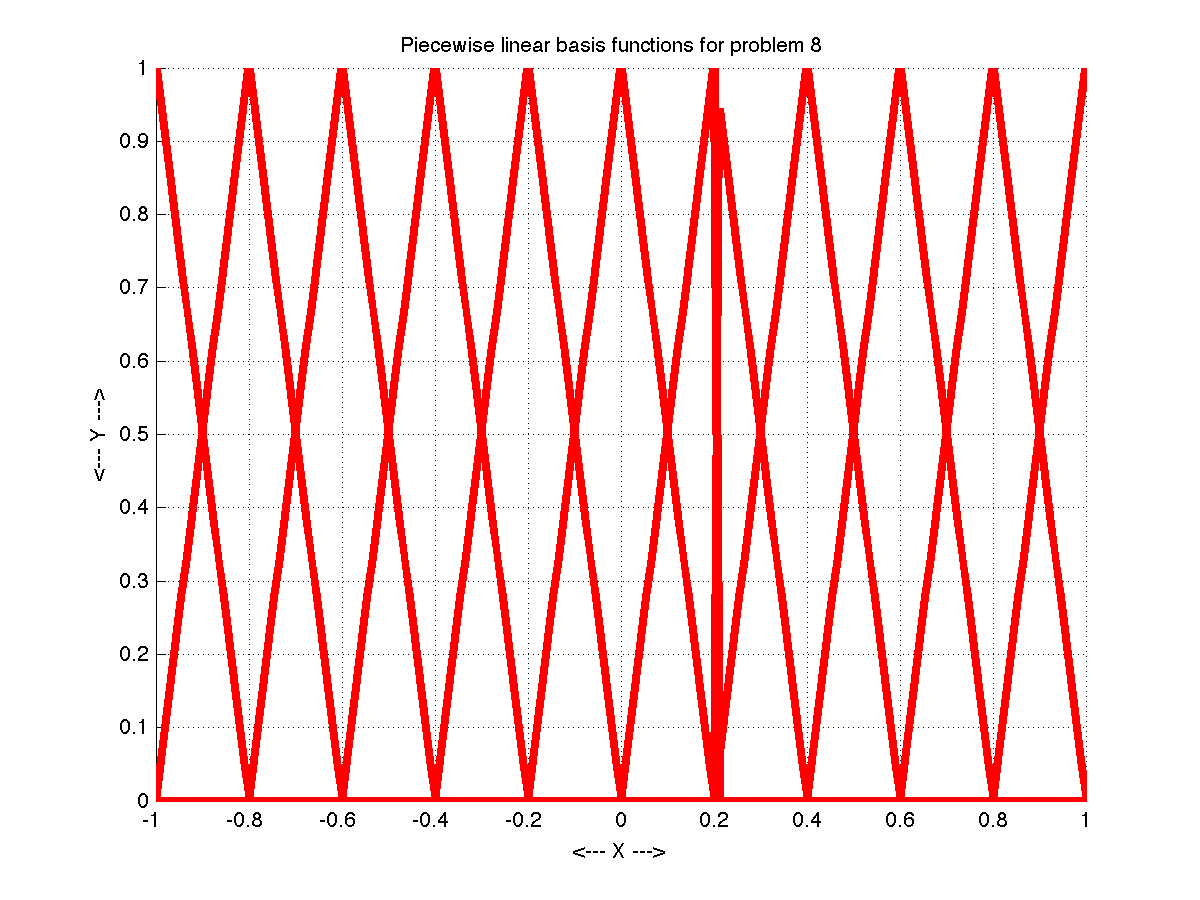 Piecewise linear basis functions for problem 8
1
0.9
0.8
0.7
0.6
0.5
0.4
0.3
0.2
0.1
0
<--- Y --->
-1 -0.8 -0.6 -0.4 -0.2 0 0.2 0.4 0.6 0.8 1
<--- X --->